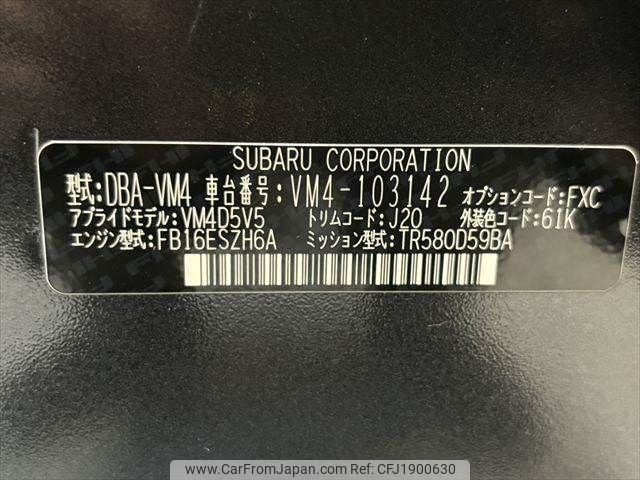 SUBARU CORPORATION
型式:DBA-VM4 車台番号:VM4-103142 オプションコード:FXC
アプライドモデル:VM4D5V5 トリムコード:J20 外装色コード:61K
エンジン型式:FB16ESZH6A ミッション型式:TR580D59BA
CAR FROM JAPAN - carfromjapan.com - CFJ1900630